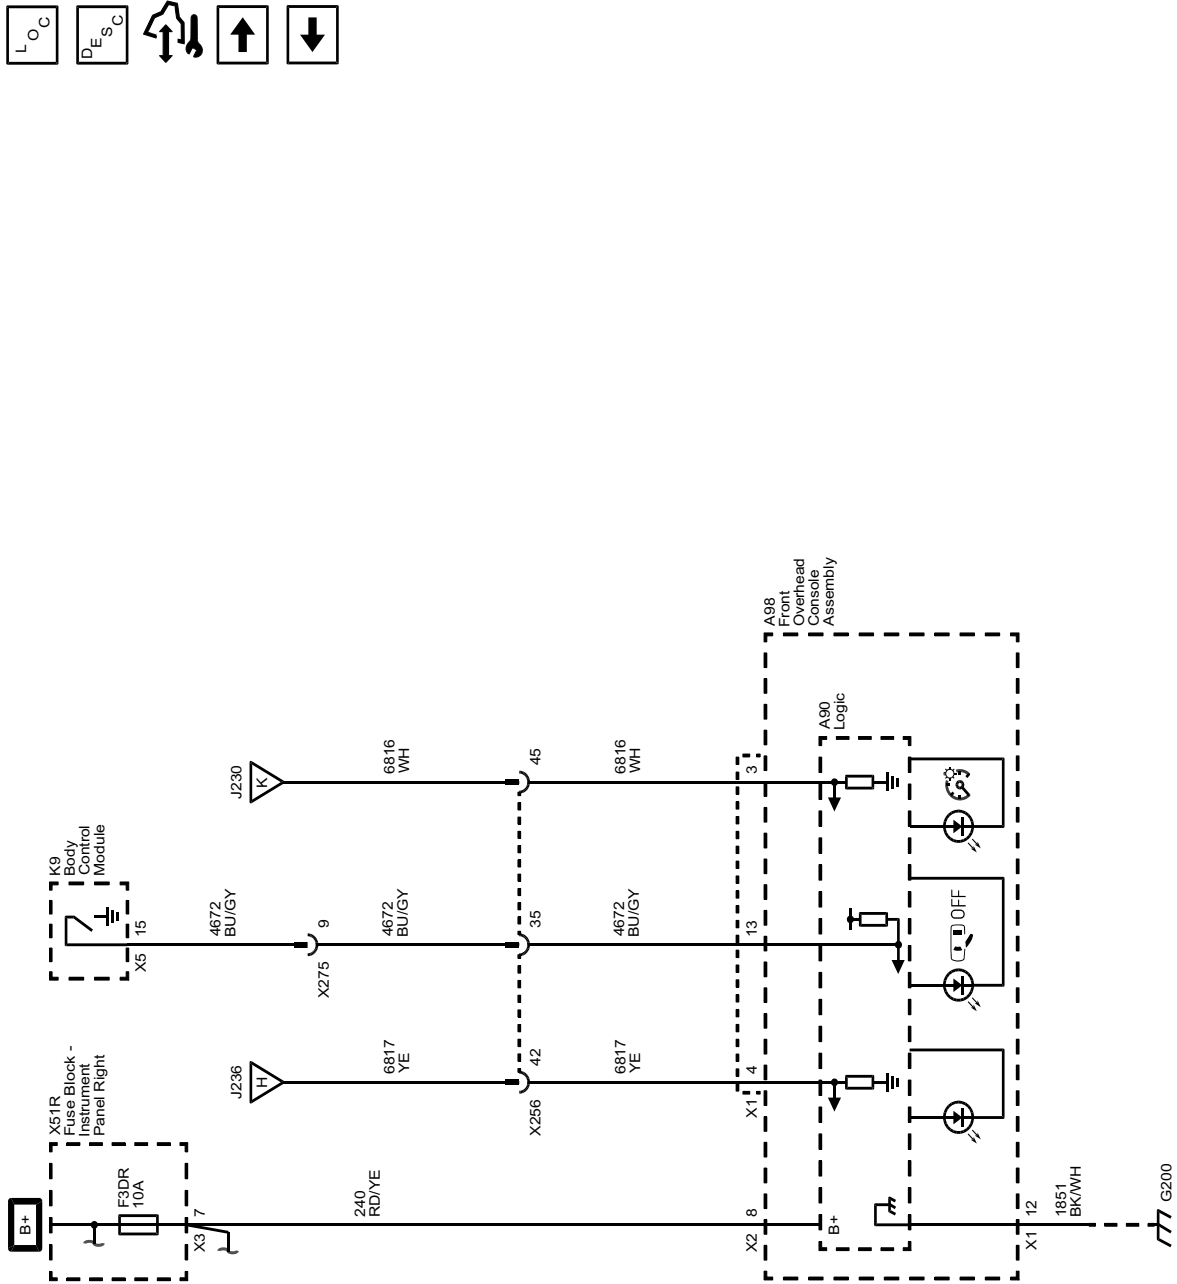 LOC
DESC
B+
X51R
Fuse Block -
Instrument
Panel Right
F3DR
10A
X3
7
240
RD/YE
X2
8
B+
X1
12
1851
BK/WH
G200
J236
H
6817
YE
X256
42
6817
YE
X1
4
K9
Body
Control
Module
X5
15
4672
BU/GY
X275
9
4672
BU/GY
35
4672
BU/GY
13
OFF
J230
K
6816
WH
45
6816
WH
3
A90
Logic
A98
Front
Overhead
Console
Assembly